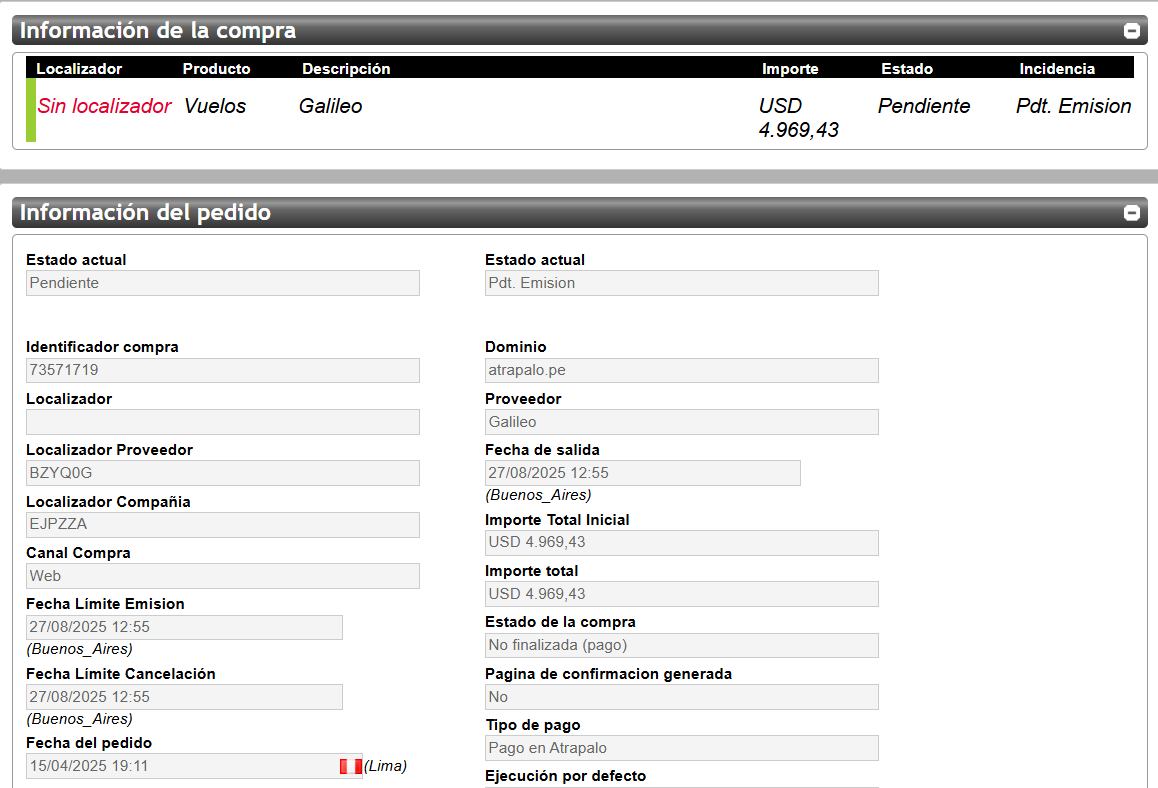 Información de la compra
Localizador Producto Descripción Importe Estado Incidencia
Sin localizador Vuelos Galileo USD 4.969,43 Pendiente Pdt. Emision
Información del pedido
Estado actual
Pendiente
Estado actual
Pdt. Emision
Identificador compra
73571719
Dominio
atrapalo.pe
Localizador
Proveedor
Galileo
Localizador Proveedor
BZYQ0G
Fecha de salida
27/08/2025 12:55
(Buenos_Aires)
Localizador Compañia
EJPZZA
Importe Total Inicial
USD 4.969,43
Canal Compra
Web
Importe total
USD 4.969,43
Fecha Límite Emision
27/08/2025 12:55
(Buenos_Aires)
Estado de la compra
No finalizada (pago)
Fecha Límite Cancelación
27/08/2025 12:55
(Buenos_Aires)
Pagina de confirmacion generada
No
Tipo de pago
Pago en Atrapalo
Fecha del pedido
15/04/2025 19:11 (Lima)
Ejecución por defecto